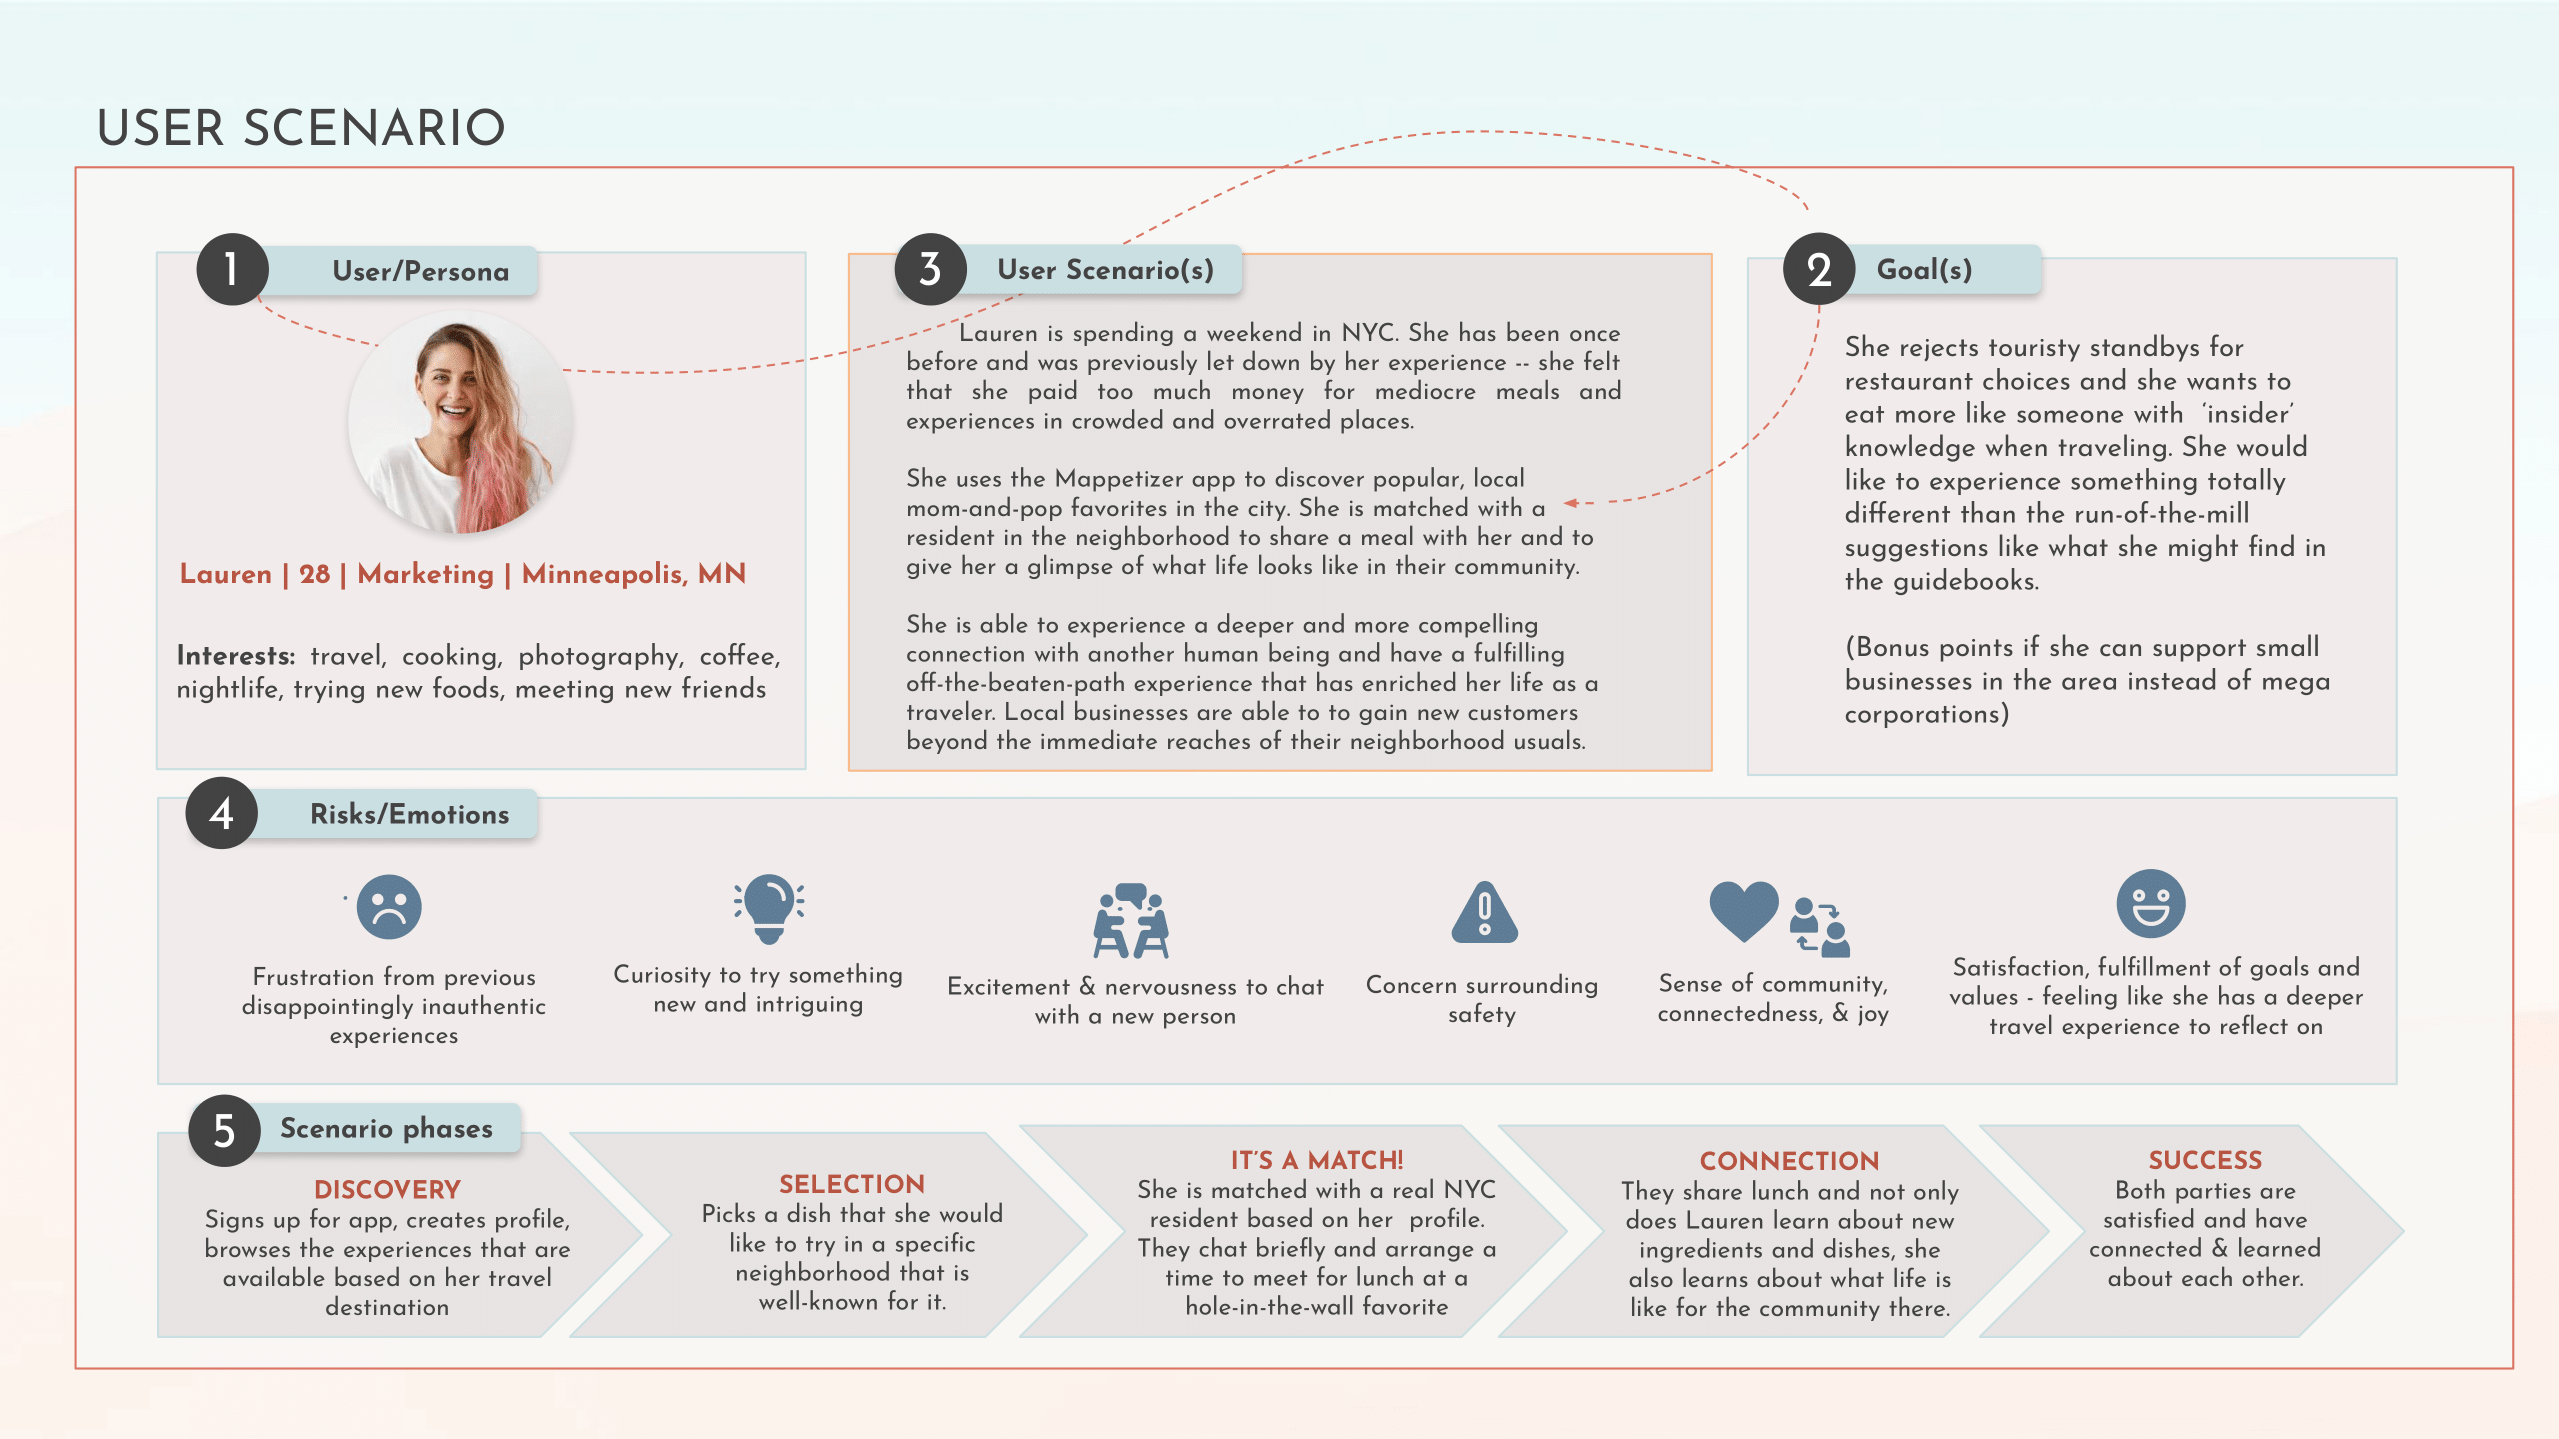 USER SCENARIO
1
User/Persona
Lauren | 28 | Marketing | Minneapolis, MN
Interests: travel, cooking, photography, coffee,
nightlife, trying new foods, meeting new friends
2
Goal(s)
She rejects touristy standbys for
restaurant choices and she wants to
eat more like someone with ‘insider’
knowledge when traveling. She would
like to experience something totally
different than the run-of-the-mill
suggestions like what she might find in
the guidebooks.
(Bonus points if she can support small
businesses in the area instead of mega
corporations)
3
User Scenario(s)
Lauren is spending a weekend in NYC. She has been once
before and was previously let down by her experience -- she felt
that she paid too much money for mediocre meals and
experiences in crowded and overrated places.
She uses the Mappetizer app to discover popular, local
mom-and-pop favorites in the city. She is matched with a
resident in the neighborhood to share a meal with her and to
give her a glimpse of what life looks like in their community.
She is able to experience a deeper and more compelling
connection with another human being and have a fulfilling
off-the-beaten-path experience that has enriched her life as a
traveler. Local businesses are able to to gain new customers
beyond the immediate reaches of their neighborhood usuals.
4
Risks/Emotions
Frustration from previous
disappointingly inauthentic
experiences
Curiosity to try something
new and intriguing
Excitement & nervousness to chat
with a new person
Concern surrounding
safety
Sense of community,
connectedness, & joy
Satisfaction, fulfillment of goals and
values - feeling like she has a deeper
travel experience to reflect on
5
Scenario phases
DISCOVERY
Signs up for app, creates profile,
browses the experiences that are
available based on her travel
destination
SELECTION
Picks a dish that she would
like to try in a specific
neighborhood that is
well-known for it.
IT’S A MATCH!
She is matched with a real NYC
resident based on her profile.
They chat briefly and arrange a
time to meet for lunch at a
hole-in-the-wall favorite
CONNECTION
They share lunch and not only
does Lauren learn about new
ingredients and dishes, she
also learns about what life is
like for the community there.
SUCCESS
Both parties are
satisfied and have
connected & learned
about each other.